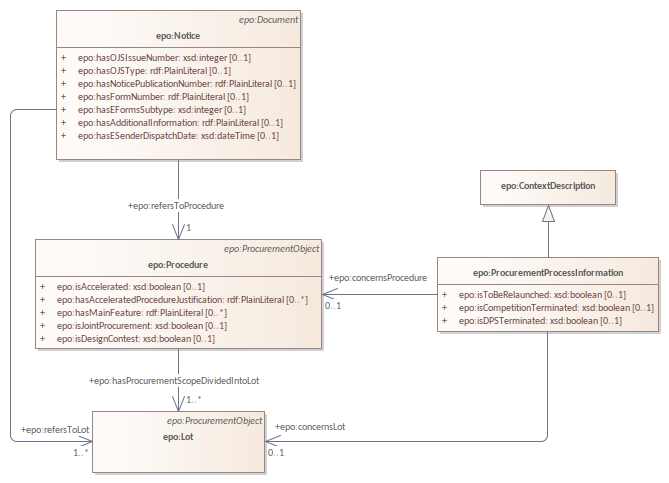 epo:Document
epo:Notice
+ epo:hasOJSIssueNumber: xsd:integer [0..1]
+ epo:hasOJSType: rdf:PlainLiteral [0..1]
+ epo:hasNoticePublicationNumber: rdf:PlainLiteral [0..1]
+ epo:hasFormNumber: rdf:PlainLiteral [0..1]
+ epo:hasEFormsSubtype: xsd:integer [0..1]
+ epo:hasAdditionalInformation: rdf:PlainLiteral [0..1]
+ epo:hasESenderDispatchDate: xsd:dateTime [0..1]
+epo:refersToProcedure
1
epo:ContextDescription
epo:ProcurementObject
epo:Procedure
+ epo:isAccelerated: xsd:boolean [0..1]
+ epo:hasAcceleratedProcedureJustification: rdf:PlainLiteral [0..*]
+ epo:hasMainFeature: rdf:PlainLiteral [0..*]
+ epo:isJointProcurement: xsd:boolean [0..1]
+ epo:isDesignContest: xsd:boolean [0..1]
+epo:concernsProcedure
0..1
epo:ProcurementProcessInformation
+ epo:isToBeRelaunched: xsd:boolean [0..1]
+ epo:isCompetitionTerminated: xsd:boolean [0..1]
+ epo:isDPSTerminated: xsd:boolean [0..1]
+epo:hasProcurementScopeDividedIntoLot
1..*
+epo:refersToLot
1..*
epo:ProcurementObject
epo:Lot
+epo:concernsLot
0..1